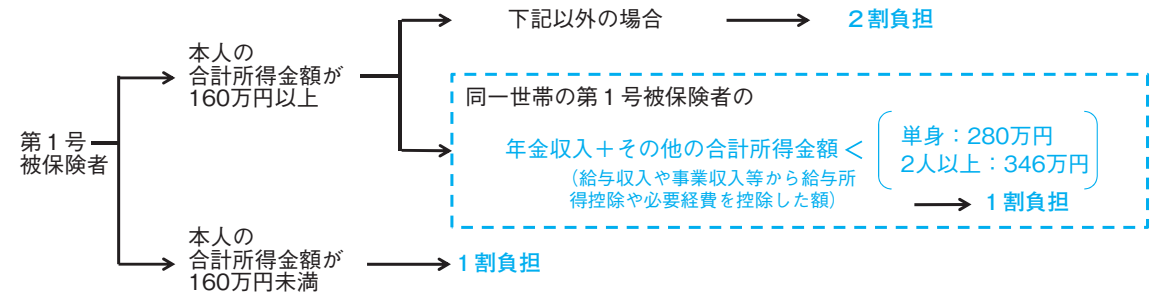 第1号
被保険者
本人の
合計所得金額が
160万円以上
下記以外の場合
2割負担
同一世帯の第1号被保険者の
年金収入+その他の合計所得金額<
(給与収入や事業収入等から給与所
得控除や必要経費を控除した額)
単身:280万円
2人以上:346万円
1割負担
本人の
合計所得金額が
160万円未満
1割負担